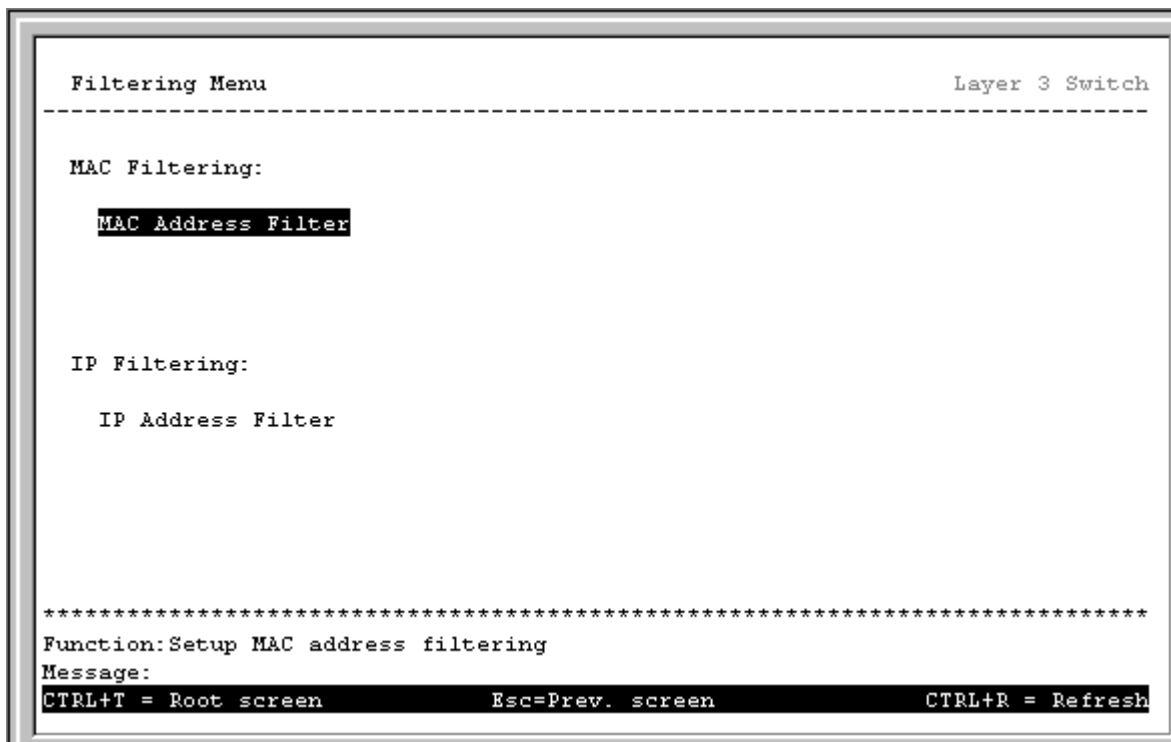 Filtering Menu Layer 3 Switch
-------------------------------------------------------------------------------
MAC Filtering:
MAC Address Filter
IP Filtering:
IP Address Filter
*******************************************************************************
Function:Setup MAC address filtering
Message:
CTRL+T = Root screen Esc=Prev. screen CTRL+R = Refresh